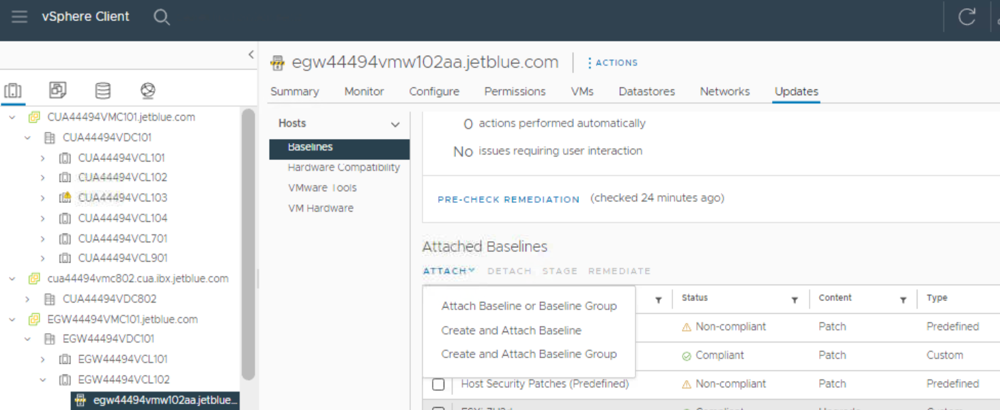 vSphere Client
egw44494vmw102aa.jetblue.com
ACTIONS
Summary Monitor Configure Permissions VMs Datastores Networks Updates
CUA44494VMC101.jetblue.com
CUA44494VDC101
CUA44494VCL101
CUA44494VCL102
CUA44494VCL103
CUA44494VCL104
CUA44494VCL701
CUA44494VCL901
cua44494vmc802.cua.ibx.jetblue.com
CUA44494VDC802
EGW44494VMC101.jetblue.com
EGW44494VDC101
EGW44494VCL101
EGW44494VCL102
egw44494vmw102aa.jetblue...
Hosts
Baselines
Hardware Compatibility
VMware Tools
VM Hardware
0 actions performed automatically
No issues requiring user interaction
PRE-CHECK REMEDIATION (checked 24 minutes ago)
Attached Baselines
ATTACH DETACH STAGE REMEDIATE
Attach Baseline or Baseline Group
Create and Attach Baseline
Create and Attach Baseline Group
Status Content Type
Non-compliant Patch Predefined
Compliant Patch Custom
Host Security Patches (Predefined) Non-compliant Patch Predefined